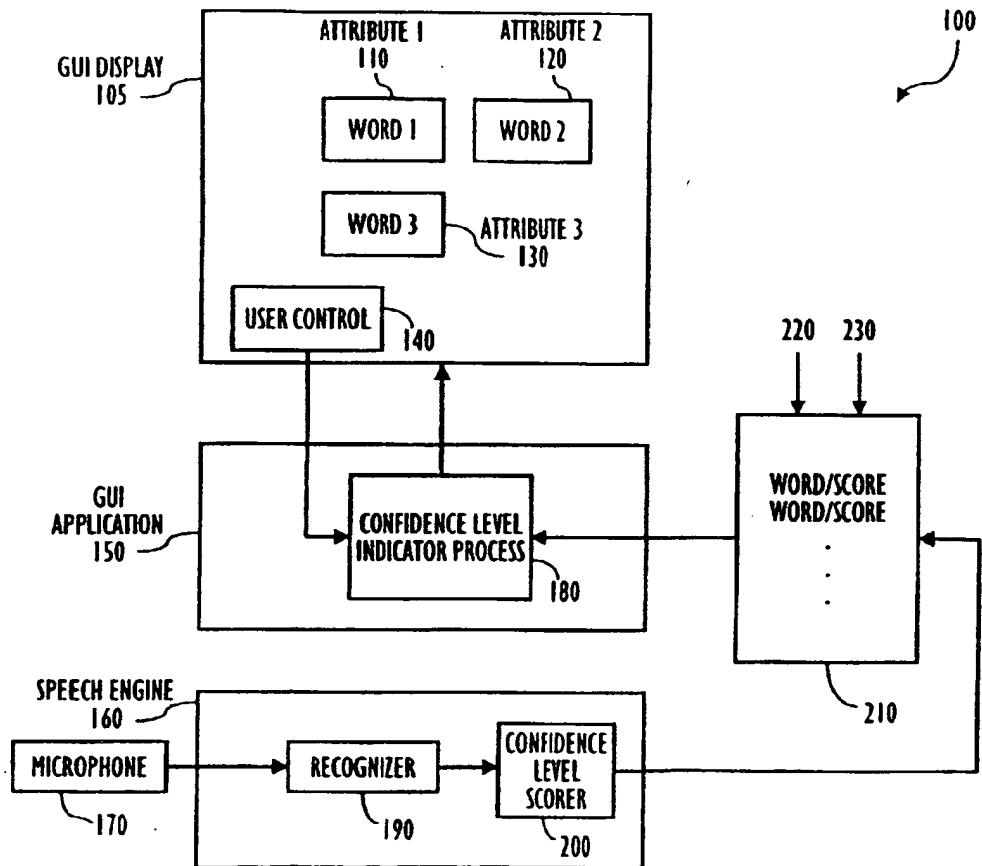 100
ATTRIBUTE 1
110
ATTRIBUTE 2
120
GUI DISPLAY
105
WORD 1
WORD 2
WORD 3
ATTRIBUTE 3
130
USER CONTROL
140
220
230
GUI
APPLICATION
150
CONFIDENCE LEVEL
INDICATOR PROCESS
180
WORD/SCORE
WORD/SCORE
.
.
.
210
SPEECH ENGINE
160
MICROPHONE
170
RECOGNIZER
190
CONFIDENCE
LEVEL
SCORER
200